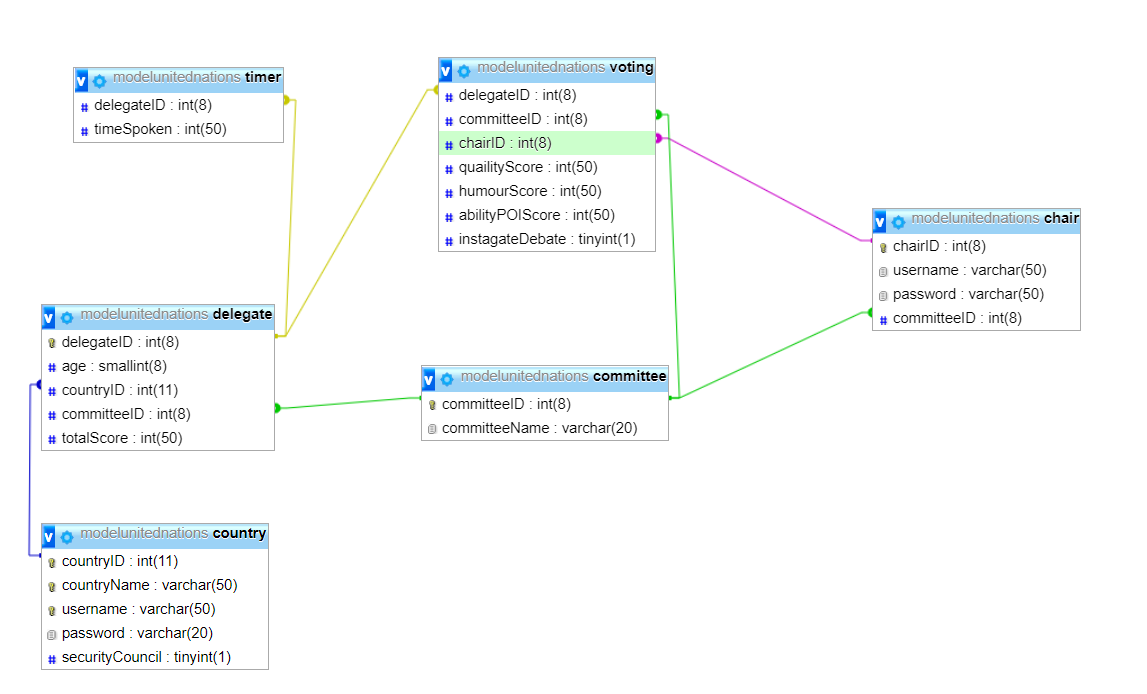 modelunitednations timer
delegateID : int(8)
timeSpoken : int(50)
modelunitednations voting
delegateID : int(8)
committeeID : int(8)
chairID : int(8)
quailityScore : int(50)
humourScore : int(50)
abilityPOIScore : int(50)
instagateDebate : tinyint(1)
modelunitednations chair
chairID : int(8)
username : varchar(50)
password : varchar(50)
committeeID : int(8)
modelunitednations delegate
delegateID : int(8)
age : smallint(8)
countryID : int(11)
committeeID : int(8)
totalScore : int(50)
modelunitednations committee
committeeID : int(8)
committeeName : varchar(20)
modelunitednations country
countryID : int(11)
countryName : varchar(50)
username : varchar(50)
password : varchar(20)
securityCouncil : tinyint(1)